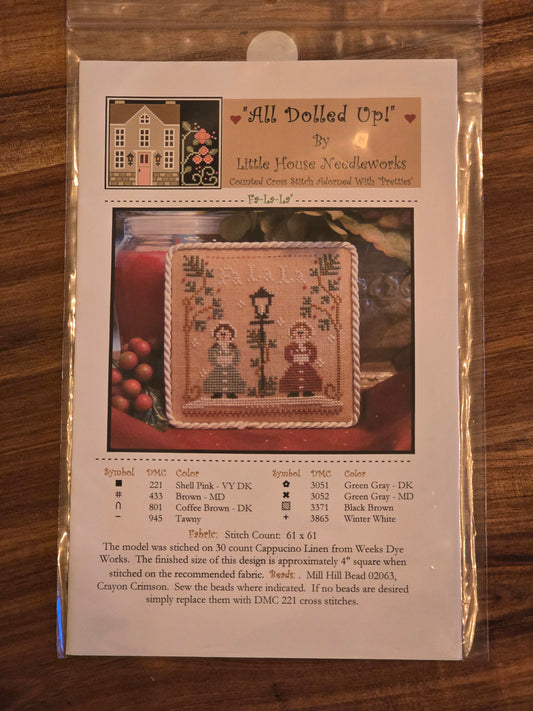 "All Dolled Up!"
By
Little House Needleworks
Counted Cross Stitch Adorned With "Pretties"
"Fa-La-La"
Fa La La
Symbol DMC Color
■ 221 Shell Pink - VY DK
# 433 Brown - MD
∩ 801 Coffee Brown - DK
– 945 Tawny
Symbol DMC Color
✿ 3051 Green Gray - DK
✖ 3052 Green Gray - MD
▧ 3371 Black Brown
+ 3865 Winter White
Fabric: Stitch Count: 61 x 61
The model was stiched on 30 count Cappucino Linen from Weeks Dye
Works. The finished size of this design is approximately 4" square when
stitched on the recommended fabric. Beads: . Mill Hill Bead 02063,
Crayon Crimson. Sew the beads where indicated. If no beads are desired
simply replace them with DMC 221 cross stitches.